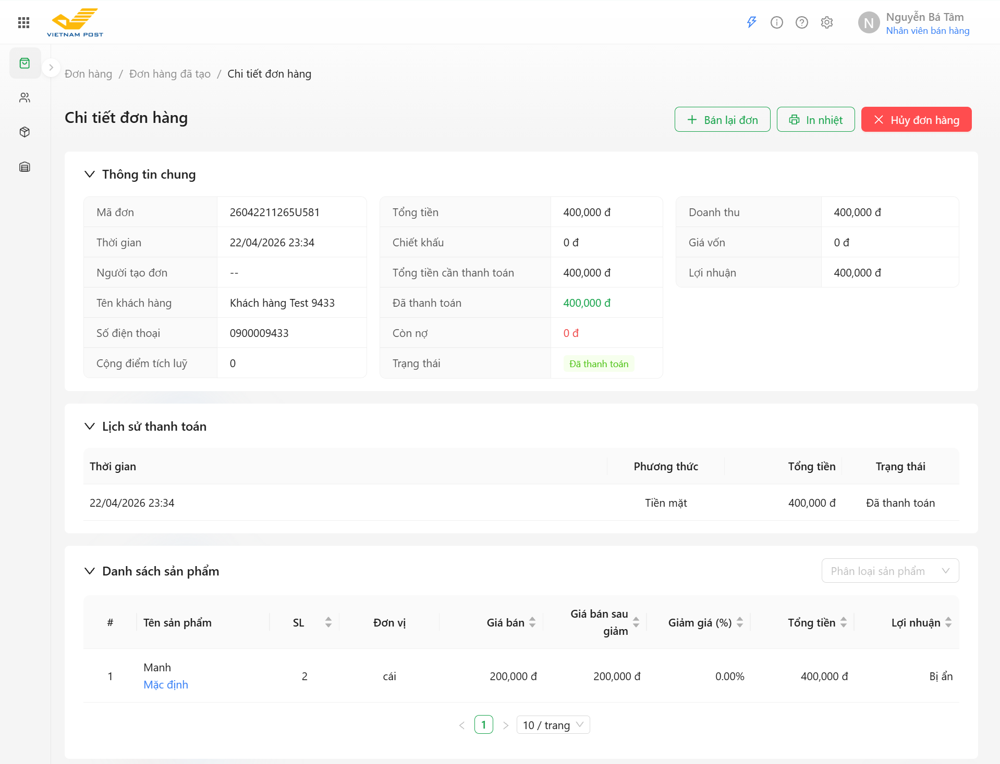 VIETNAM POST
N
Nguyễn Bá Tâm
Nhân viên bán hàng
Đơn hàng / Đơn hàng đã tạo / Chi tiết đơn hàng
Chi tiết đơn hàng
Bán lại đơn
In nhiệt
Hủy đơn hàng
Thông tin chung
Mã đơn 26042211265U581
Thời gian 22/04/2026 23:34
Người tạo đơn --
Tên khách hàng Khách hàng Test 9433
Số điện thoại 0900009433
Cộng điểm tích luỹ 0
Tổng tiền 400,000 đ
Chiết khấu 0 đ
Tổng tiền cần thanh toán 400,000 đ
Đã thanh toán 400,000 đ
Còn nợ 0 đ
Trạng thái Đã thanh toán
Doanh thu 400,000 đ
Giá vốn 0 đ
Lợi nhuận 400,000 đ
Lịch sử thanh toán
Thời gian Phương thức Tổng tiền Trạng thái
22/04/2026 23:34 Tiền mặt 400,000 đ Đã thanh toán
Danh sách sản phẩm
Phân loại sản phẩm
# Tên sản phẩm SL Đơn vị Giá bán Giá bán sau giảm Giảm giá (%) Tổng tiền Lợi nhuận
1 Manh 2 cái 200,000 đ 200,000 đ 0.00% 400,000 đ Bị ẩn
Mặc định
1
10 / trang